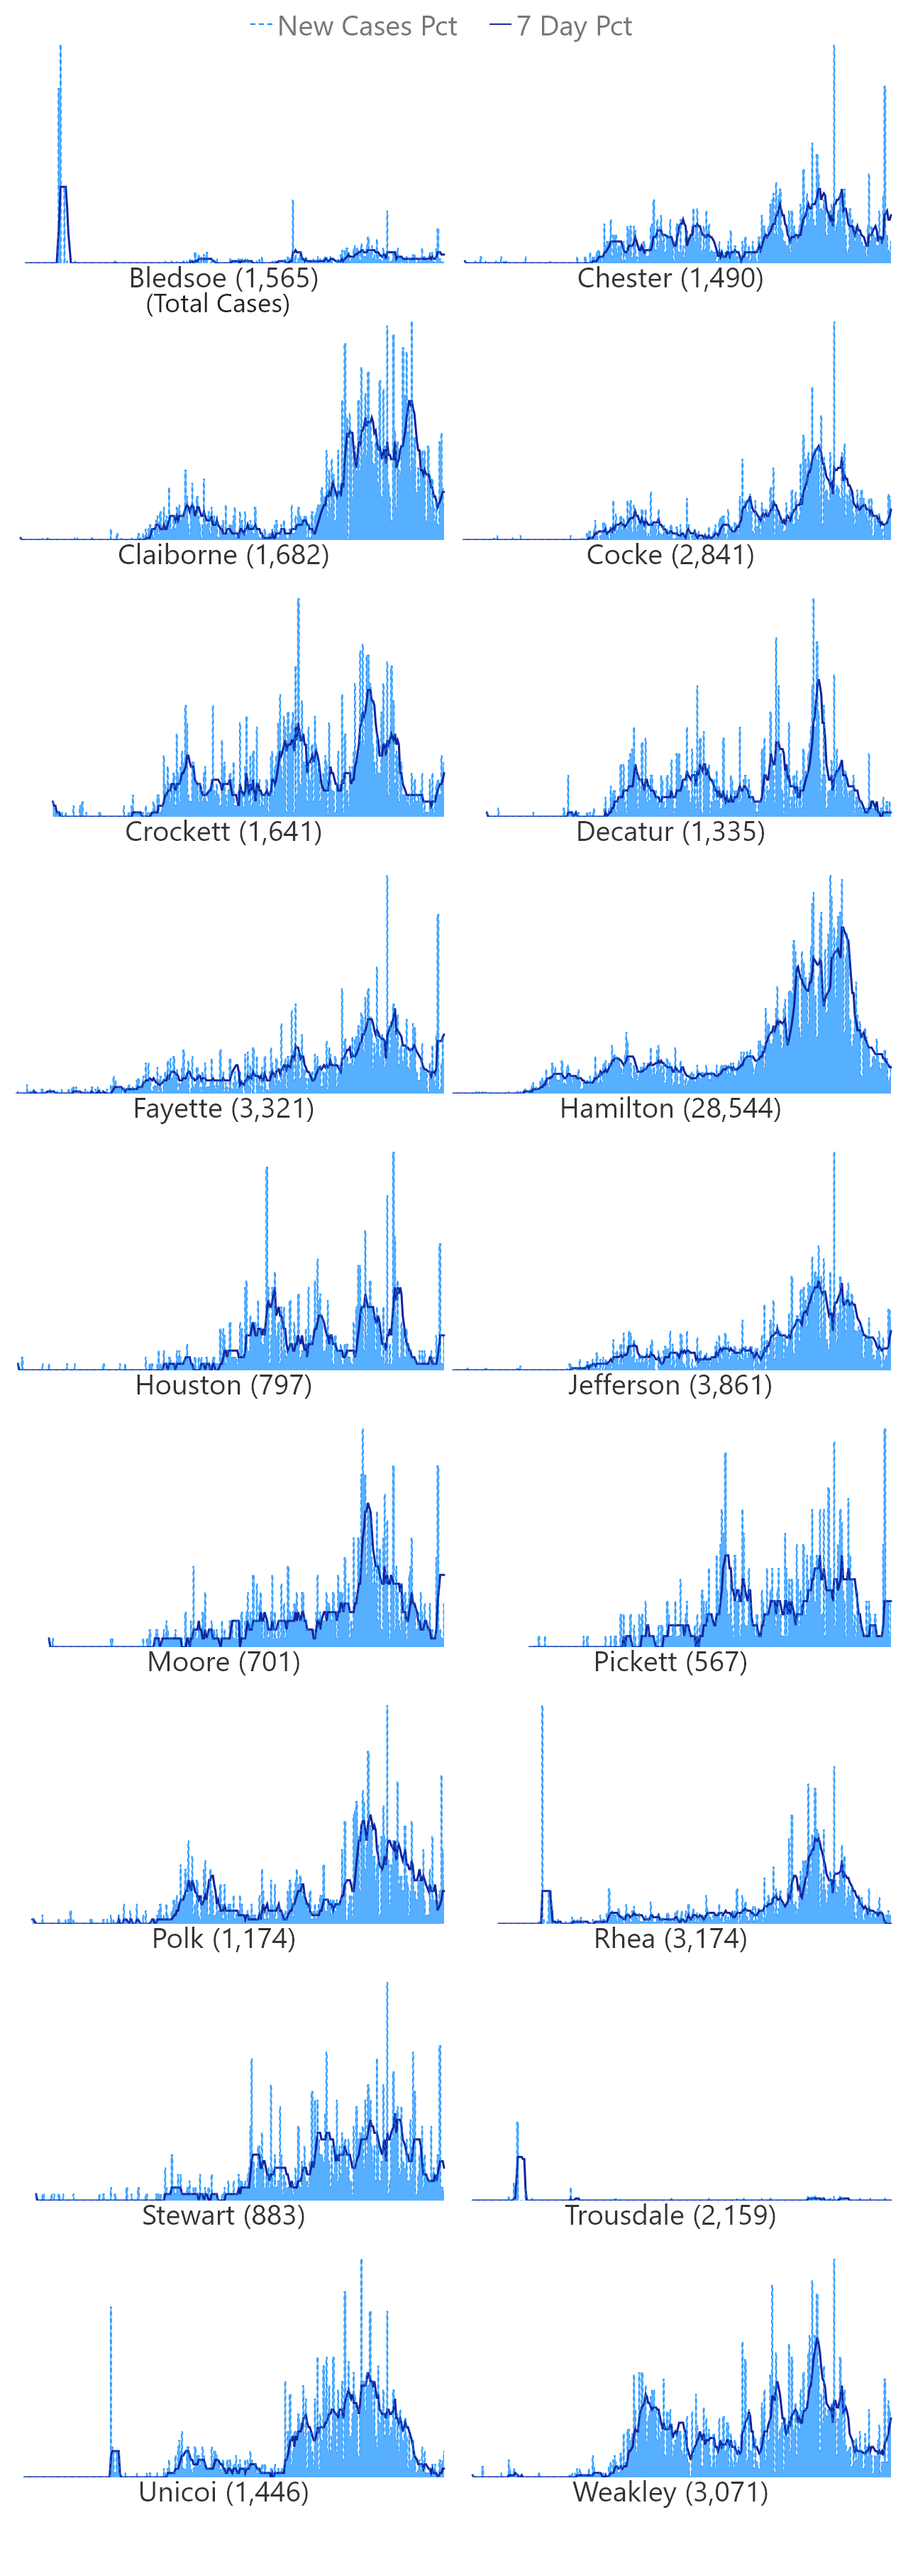 New Cases Pct 7 Day Pct
Bledsoe (1,565) Chester (1,490)
(Total Cases)
Claiborne (1,682) Cocke (2,841)
Crockett (1,641) Decatur (1,335)
Fayette (3,321) Hamilton (28,544)
Houston (797) Jefferson (3,861)
Moore (701) Pickett (567)
Polk (1,174) Rhea (3,174)
Stewart (883) Trousdale (2,159)
Unicoi (1,446) Weakley (3,071)